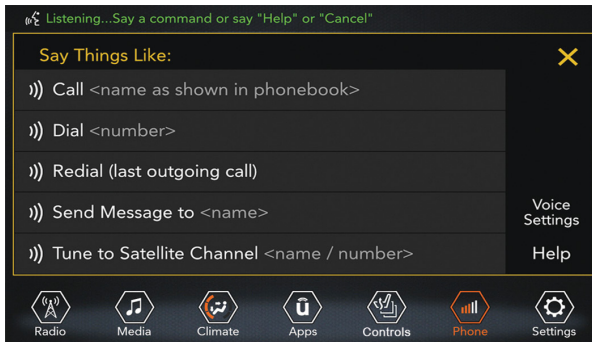 Listening...Say a command or say "Help" or "Cancel"
Say Things Like:
Call <name as shown in phonebook>
Dial <number>
Redial (last outgoing call)
Send Message to <name>
Tune to Satellite Channel <name / number>
Voice
Settings
Help
Radio
Media
Climate
Apps
Controls
Phone
Settings